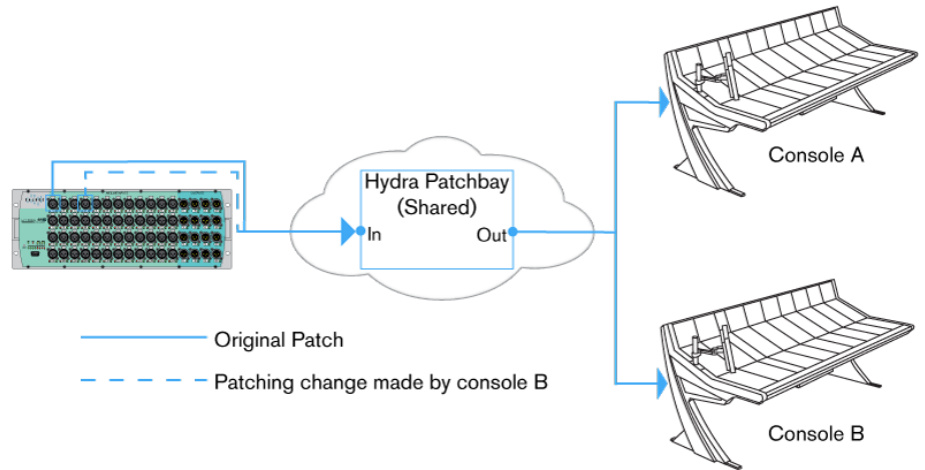 Hydra Patchbay
(Shared)
In
Out
Console A
Original Patch
Patching change made by console B
Console B